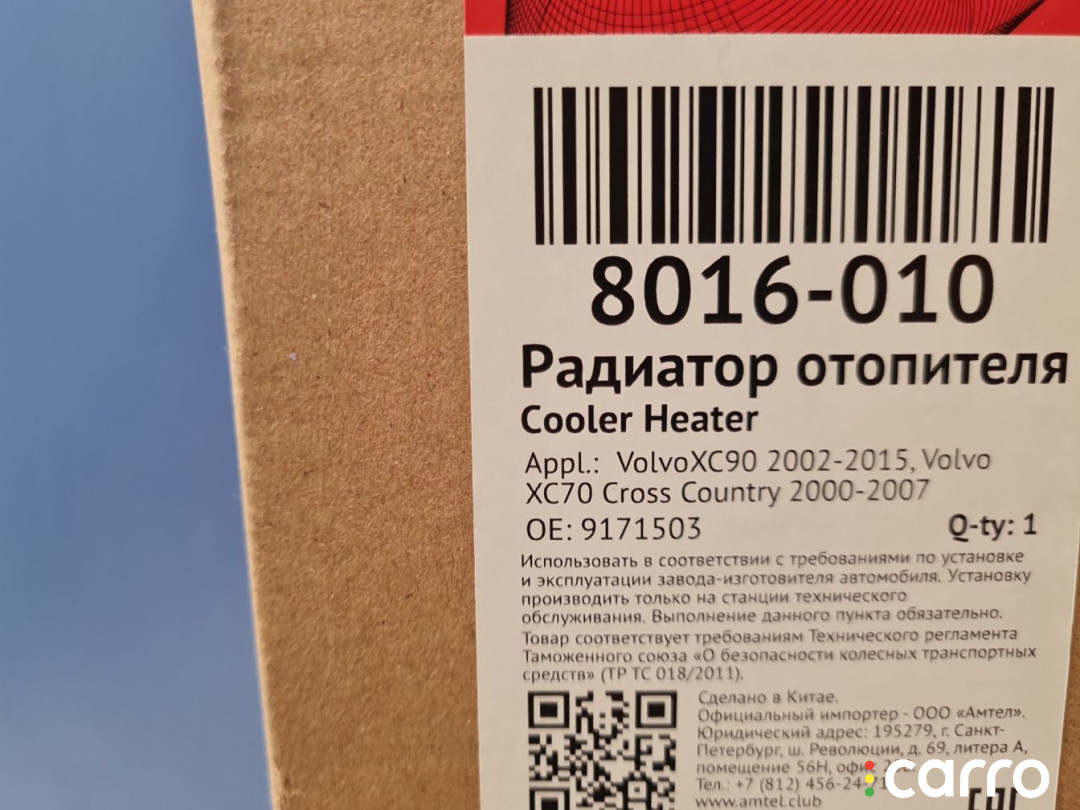 8016-010
Радиатор отопителя
Cooler Heater
Appl.: VolvoXC90 2002-2015, Volvo
XC70 Cross Country 2000-2007
OE: 9171503
Q-ty: 1
Использовать в соответствии с требованиями по установке
и эксплуатации завода-изготовителя автомобиля. Установку
производить только на станции технического
обслуживания. Выполнение данного пункта обязательно.
Товар соответствует требованиям Технического регламента
Таможенного союза «О безопасности колесных транспортных
средств» (ТР ТС 018/2011).
Сделано в Китае.
Официальный импортер - ООО «Амтел».
Юридический адрес: 195279, г. Санкт-
Петербург, ш. Революции, д. 69, литера А,
помещение 56Н,
Тел.: +7 (812)
www.amtel.club
carro